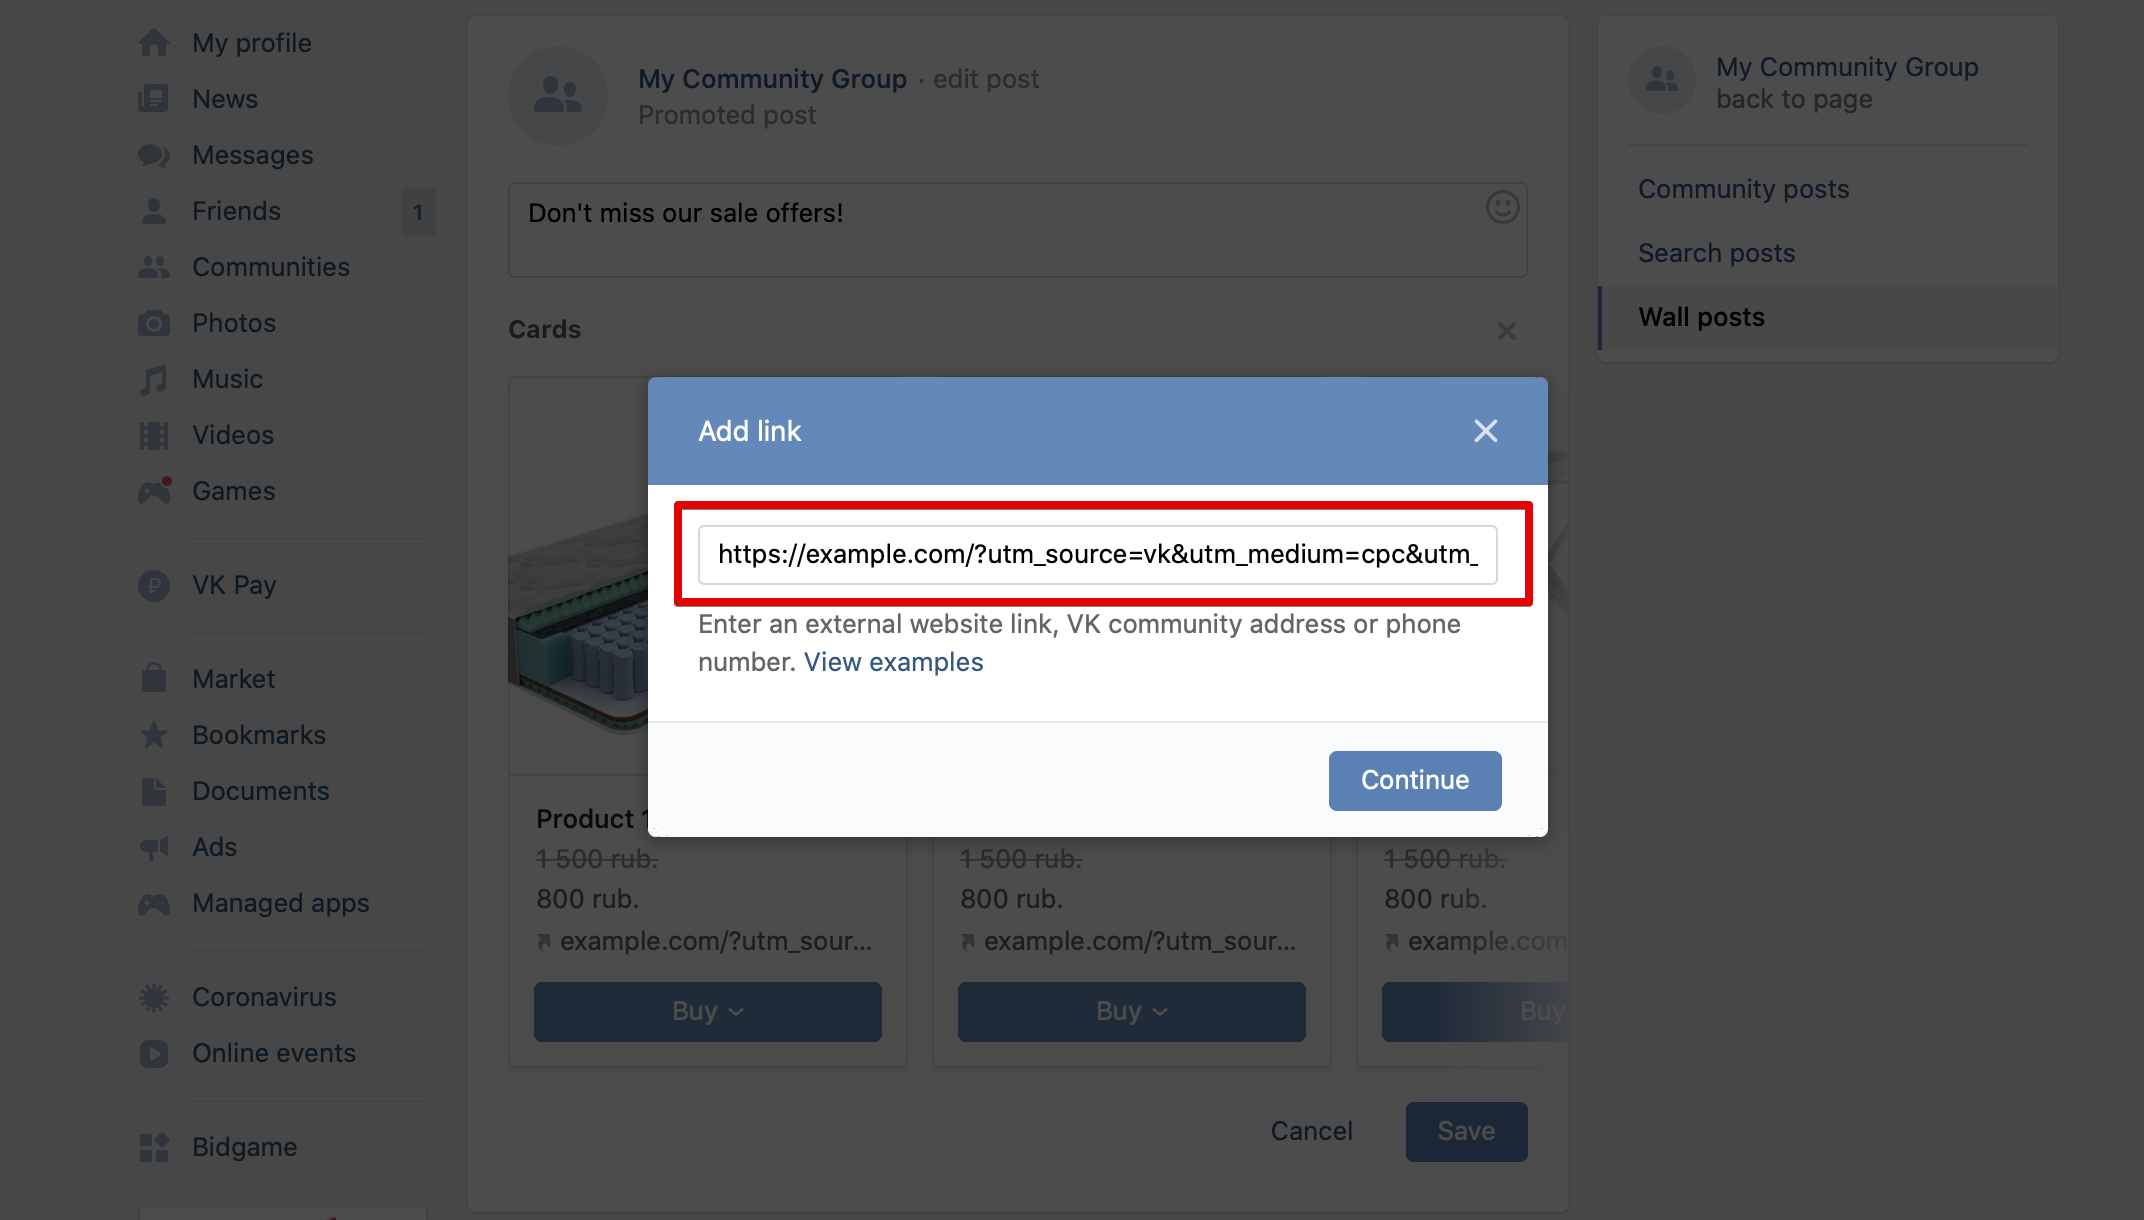 My profile
News
Messages
Friends
1
Communities
Photos
Music
Videos
Games
VK Pay
Market
Bookmarks
Documents
Ads
Managed apps
Coronavirus
Online events
Bidgame
My Community Group · edit post
Promoted post
Don't miss our sale offers!
Cards
Add link
https://example.com/?utm_source=vk&utm_medium=cpc&utm_
Enter an external website link, VK community address or phone
number. View examples
Continue
Product
1 500 rub.
800 rub.
example.com/?utm_sour...
Buy
1 500 rub.
800 rub.
example.com/?utm_sour...
Buy
1 500 rub.
800 rub.
example.com
Buy
Cancel
Save
My Community Group
back to page
Community posts
Search posts
Wall posts